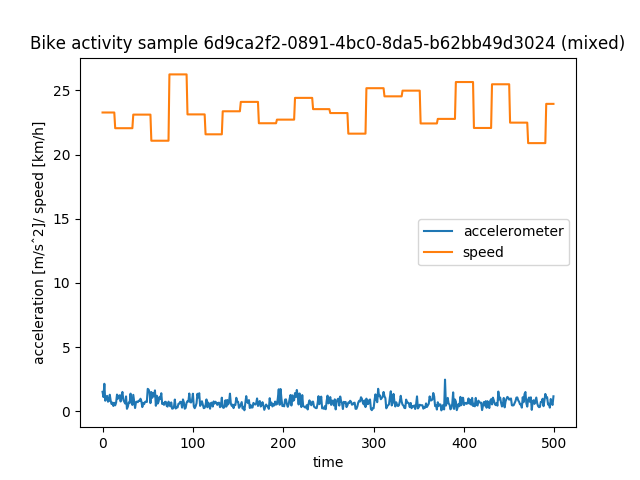 Bike activity sample 6d9ca2f2-0891-4bc0-8da5-b62bb49d3024 (mixed)
acceleration [m/s^2]/ speed [km/h]
25
20
15
10
5
0
accelerometer
speed
0 100 200 300 400 500
time